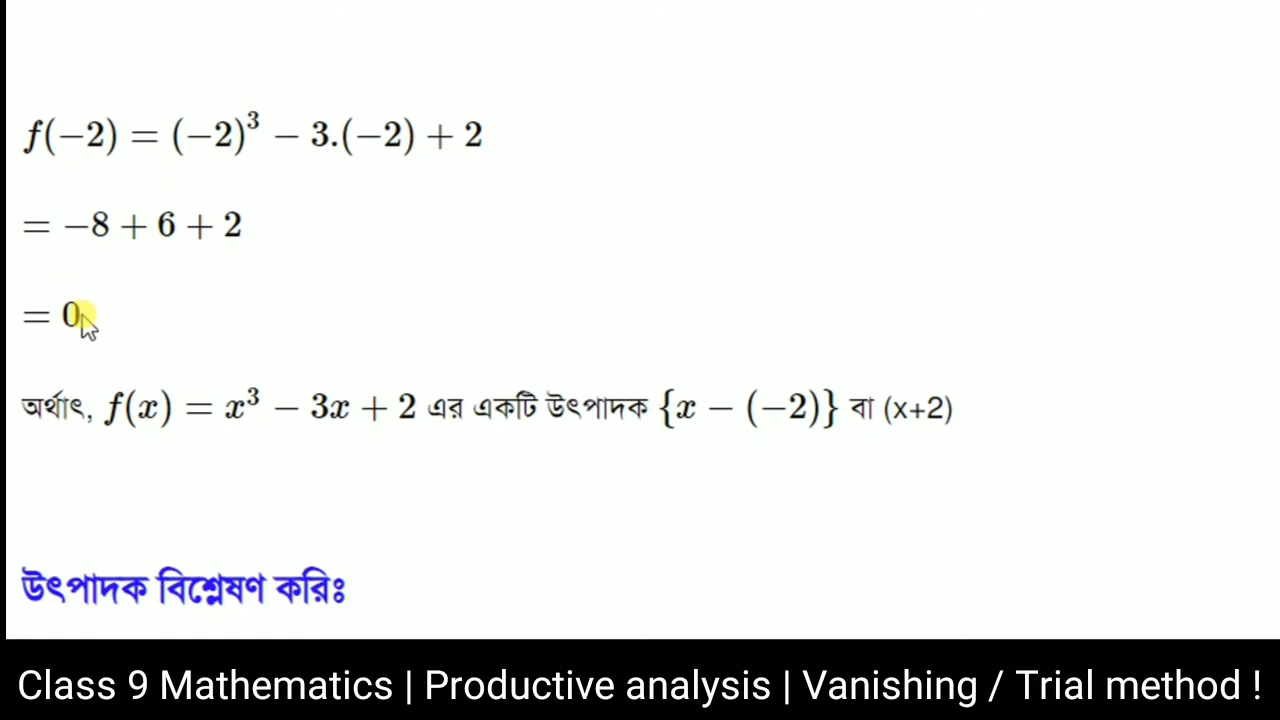 f(−2) = (−2)³ − 3.(−2) + 2
= −8 + 6 + 2
= 0
অর্থাৎ, f(x) = x³ − 3x + 2 এর একটি উৎপাদক {x − (−2)} বা (x+2)
উৎপাদক বিশ্লেষণ করিঃ
Class 9 Mathematics | Productive analysis | Vanishing / Trial method !